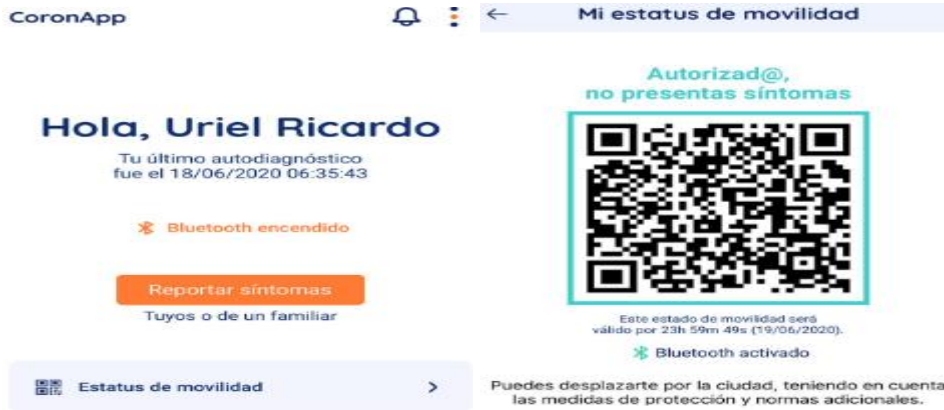 CoronApp
Hola, Uriel Ricardo
Tu último autodiagnóstico
fue el 18/06/2020 06:35:43
Bluetooth encendido
Reportar síntomas
Tuyos o de un familiar
Estatus de movilidad
Mi estatus de movilidad
Autorizad@,
no presentas síntomas
Este estado de movilidad será
válido por 23h 59m 49s (19/06/2020).
Bluetooth activado
Puedes desplazarte por la ciudad, teniendo en cuenta
las medidas de protección y normas adicionales.